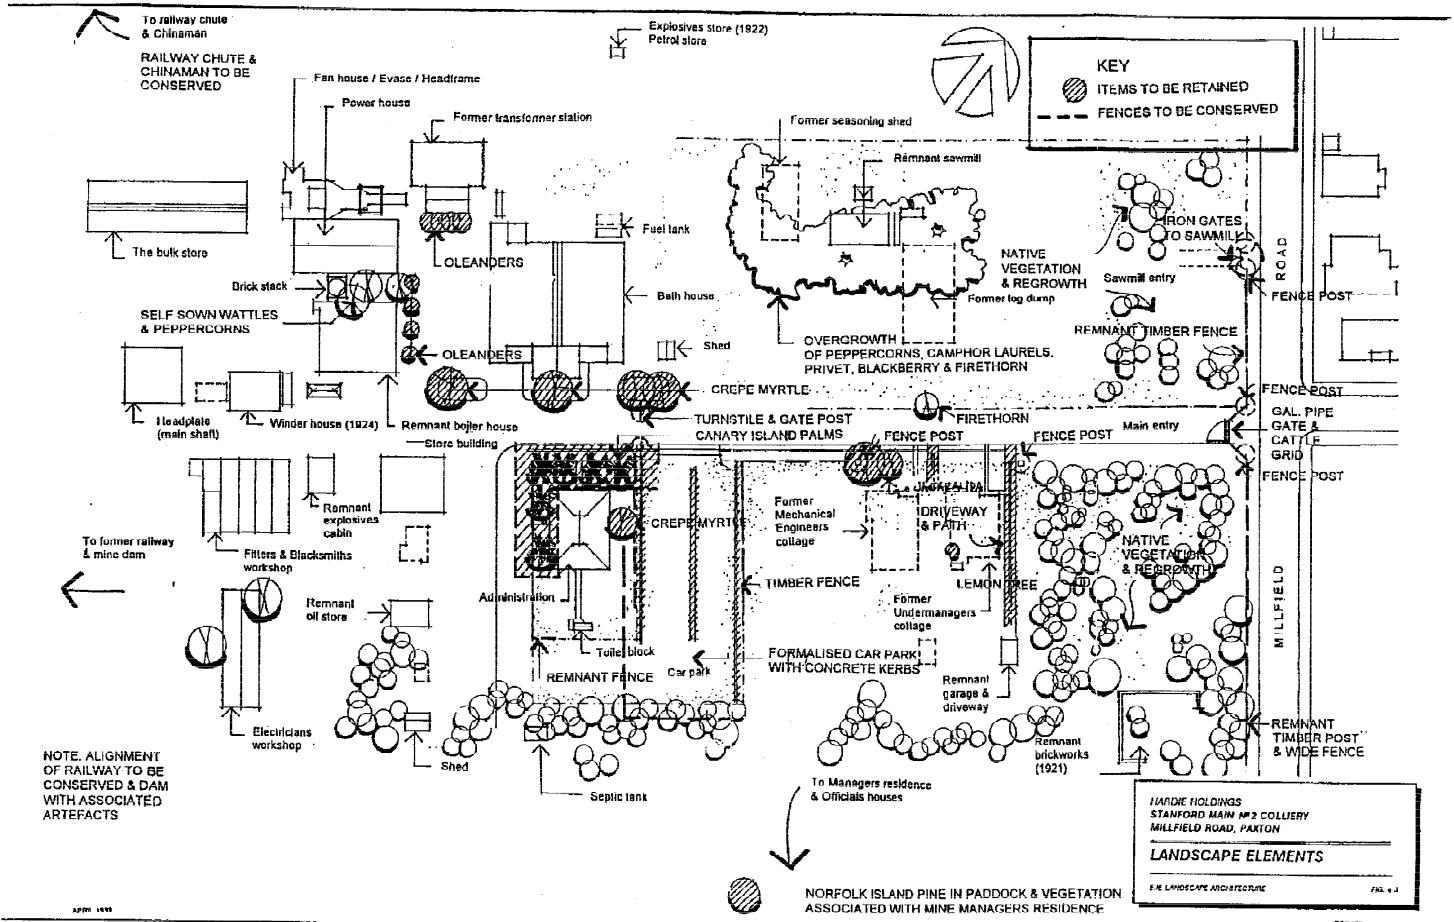 To railway chute
& Chinaman
RAILWAY CHUTE &
CHINAMAN TO BE
CONSERVED
Explosives store (1922)
Petrol store
KEY
ITEMS TO BE RETAINED
FENCES TO BE CONSERVED
Fan house / Evase / Headframe
Power house
Former transformer station
Former seasoning shed
Remnant sawmill
IRON GATES
TO SAWMILL
ROAD
Fuel tank
The bulk store
OLEANDERS
NATIVE
VEGETATION
& REGROWTH
Sawmill entry
Brick stack
Bath house
Former log dump
FENCE POST
SELF SOWN WATTLES
& PEPPERCORNS
REMNANT TIMBER FENCE
OLEANDERS
Shed
OVERGROWTH
OF PEPPERCORNS, CAMPHOR LAURELS,
PRIVET, BLACKBERRY & FIRETHORN
CREPE MYRTLE
FENCE POST
Headplate
(main shaft)
Winder house (1924)
Remnant boiler house
Store building
TURNSTILE & GATE POST
CANARY ISLAND PALMS
FIRETHORN
FENCE POST
FENCE POST
Main entry
GAL. PIPE
GATE &
CATTLE
GRID
FENCE POST
Remnant
explosives
cabin
Former
Mechanical
Engineers
collage
JACARANDA
DRIVEWAY
& PATH
CREPE MYRTLE
NATIVE
VEGETATION
& REGROWTH
To former railway
& mine dam
Fitters & Blacksmiths
workshop
TIMBER FENCE
LEMON TREE
Administration
Former
Undermanagers
collage
Remnant
oil store
MILLFIELD
Toilet block
REMNANT FENCE
Car park
FORMALISED CAR PARK
WITH CONCRETE KERBS
Remnant
garage &
driveway
Electricians
workshop
Shed
Septic tank
Remnant
brickworks
(1921)
REMNANT
TIMBER POST
& WIDE FENCE
NOTE. ALIGNMENT
OF RAILWAY TO BE
CONSERVED & DAM
WITH ASSOCIATED
ARTEFACTS
To Managers residence
& Officials houses
HARDIE HOLDINGS
STANFORD MAIN Nº2 COLLIERY
MILLFIELD ROAD, PAXTON
LANDSCAPE ELEMENTS
EJE LANDSCAPE ARCHITECTURE
NORFOLK ISLAND PINE IN PADDOCK & VEGETATION
ASSOCIATED WITH MINE MANAGERS RESIDENCE